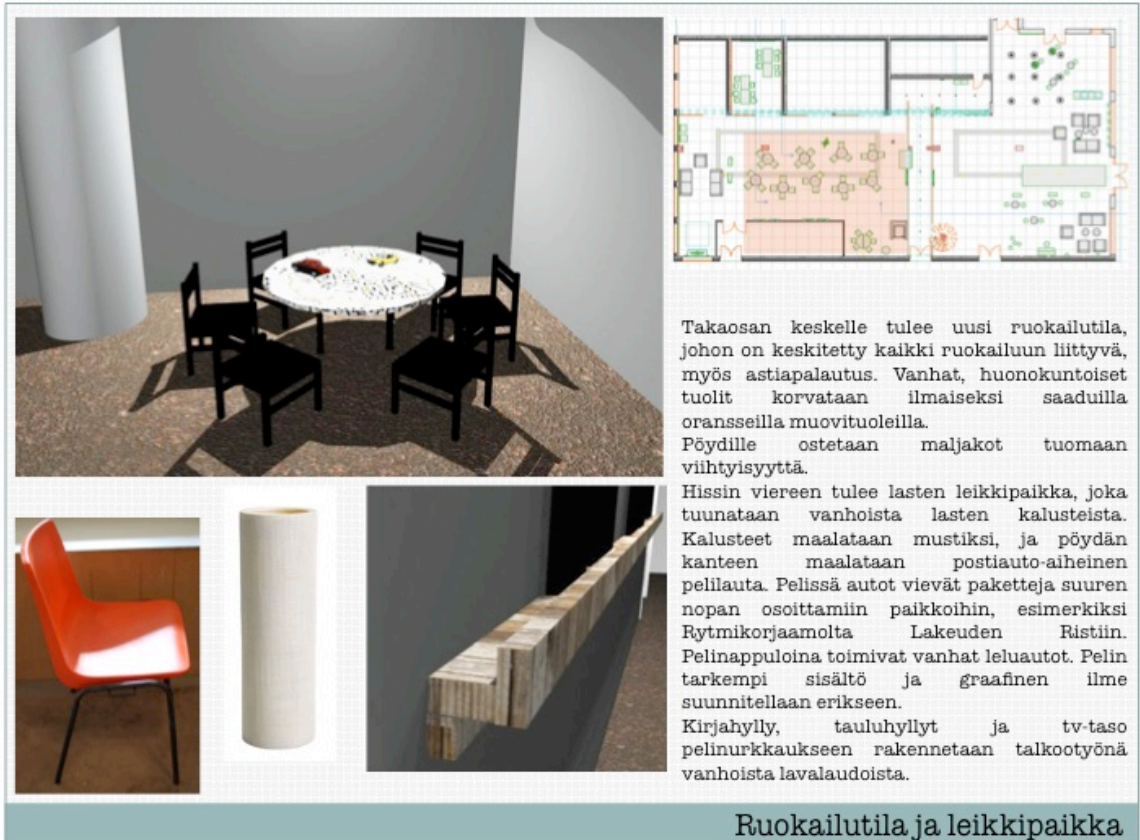 Takaosan keskelle tulee uusi ruokailutila,
johon on keskitetty kaikki ruokailuun liittyvä,
myös astiapalautus. Vanhat, huonokuntoiset
tuolit korvataan ilmaiseksi saaduilla
oransseilla muovituoleilla.
Pöydille ostetaan maljakot tuomaan
viihtyisyyttä.
Hissin viereen tulee lasten leikkipaikka, joka
tuunataan vanhoista lasten kalusteista.
Kalusteet maalataan mustiksi, ja pöydän
kanteen maalataan postiauto-aiheinen
pelilauta. Pelissä autot vievät paketteja suuren
nopan osoittamiin paikkoihin, esimerkiksi
Rytmikorjaamolta Lakeuden Ristiin.
Pelinappuloina toimivat vanhat leluautot. Pelin
tarkempi sisältö ja graafinen ilme
suunnitellaan erikseen.
Kirjahylly, tauluhyllyt ja tv-taso
pelinurkkaukseen rakennetaan talkootyönä
vanhoista lavalaudoista.
Ruokailutila ja leikkipaikka